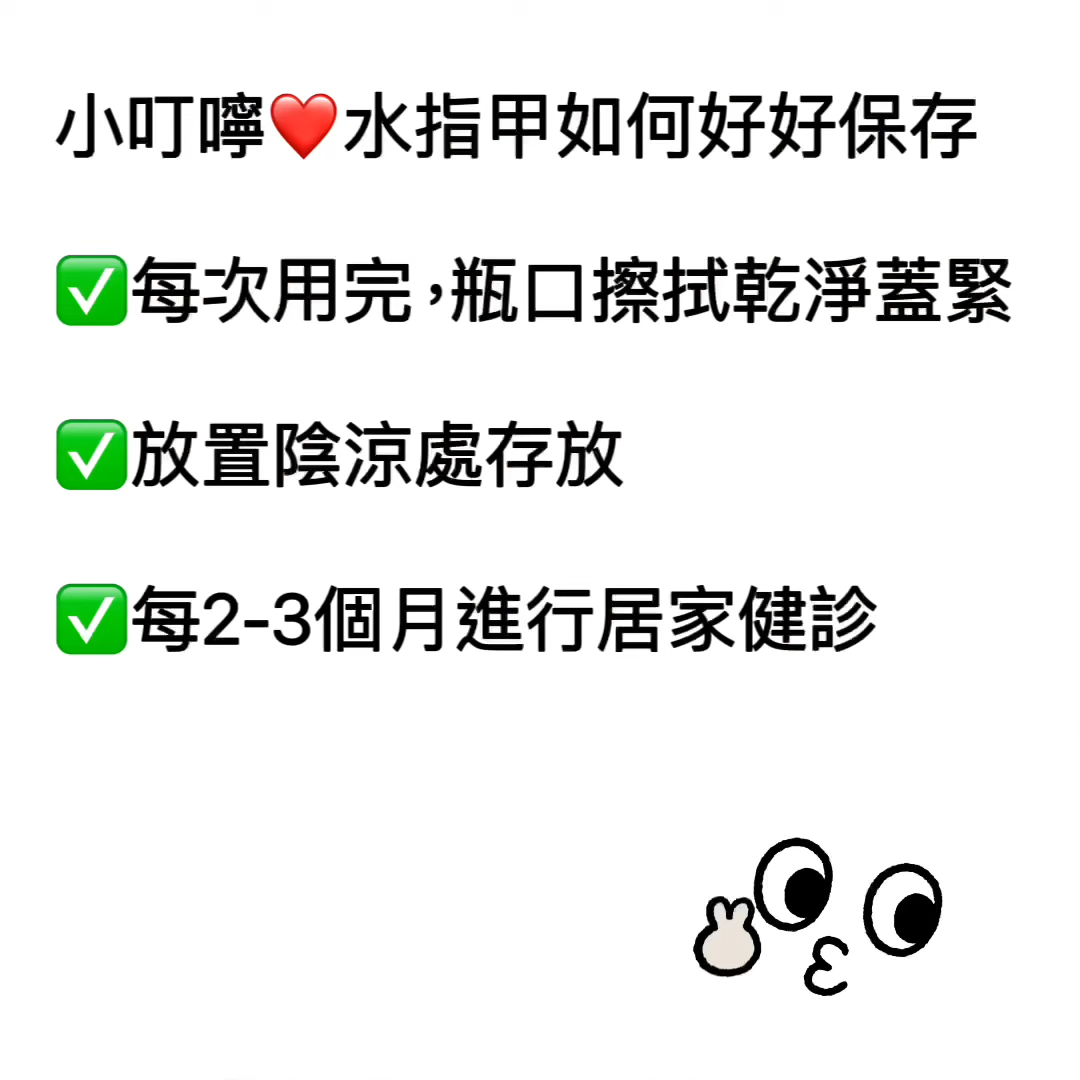 小叮嚀❤️水指甲如何好好保存
✅每次用完，瓶口擦拭乾淨蓋緊
✅放置陰涼處存放
✅每2-3個月進行居家健診